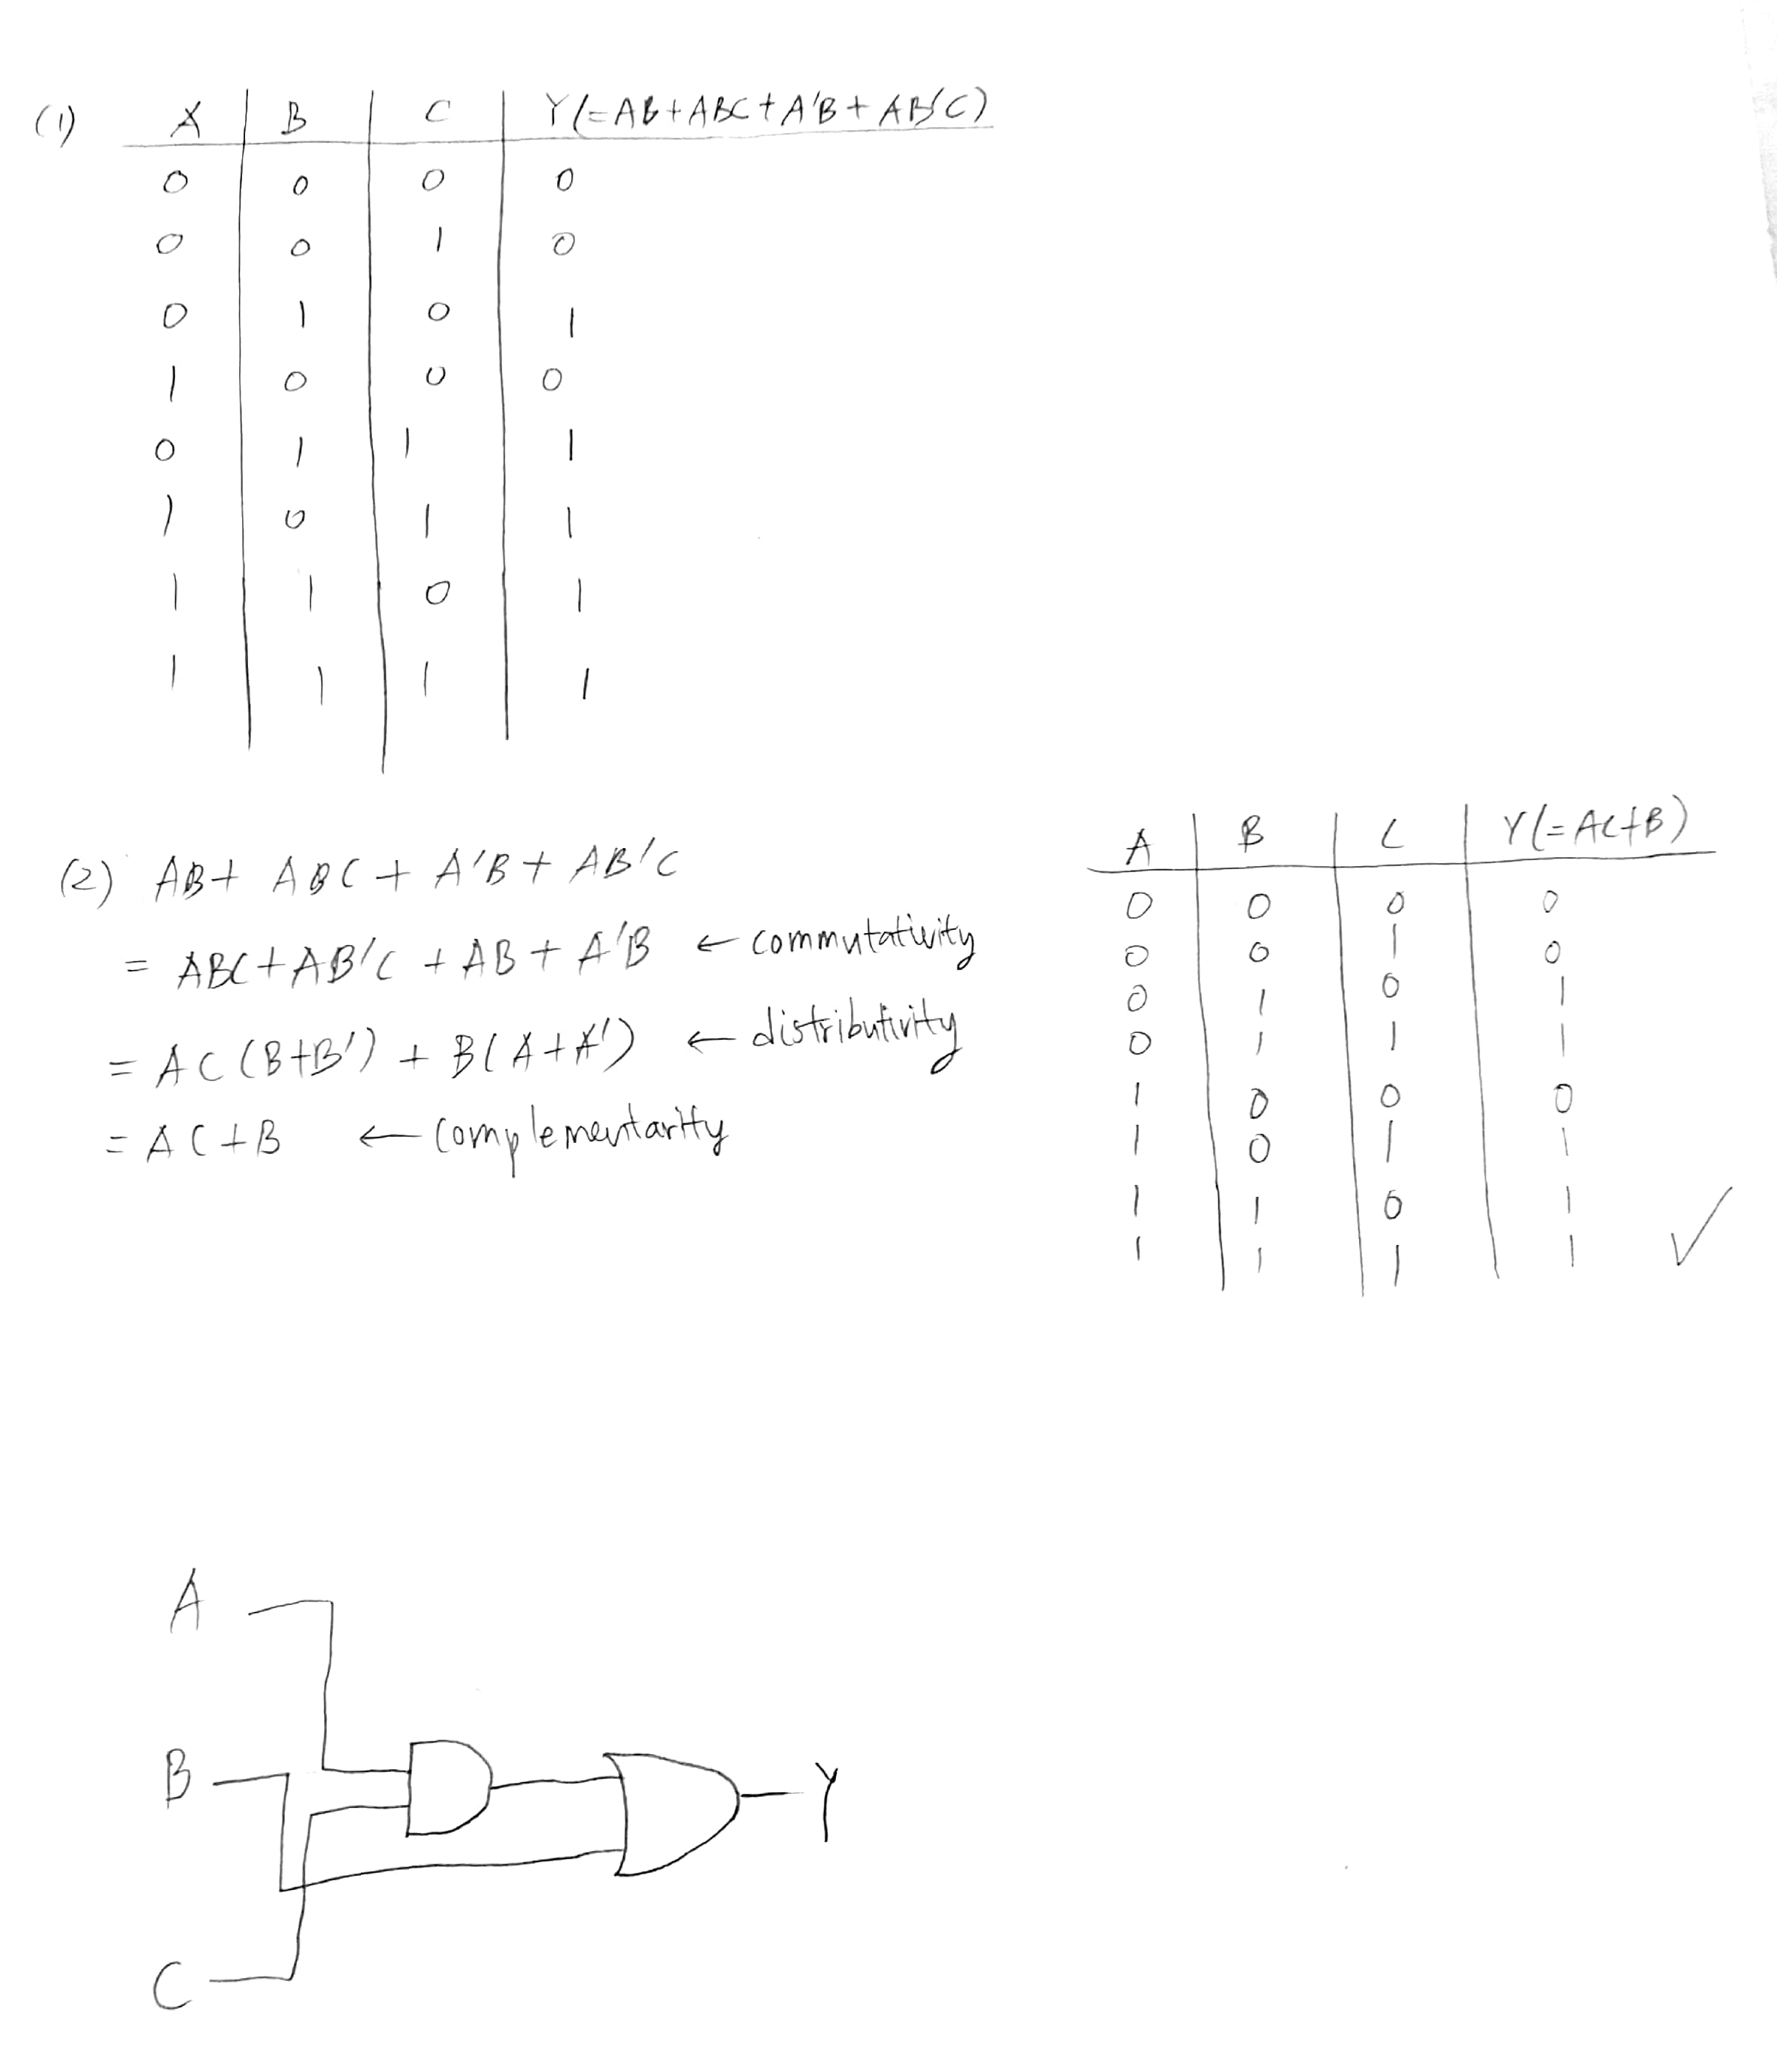 (1) A B C Y(=AB+ABC+A'B+AB'C)
0 0 0 0
0 0 1 0
0 1 0 1
1 0 0 0
0 1 1 1
1 0 1 1
1 1 0 1
1 1 1 1
(2) AB+ ABC+ A'B+ AB'C
= ABC+AB'C+AB+A'B ← commutativity
= AC(B+B')+B(A+A') ← distributivity
= AC+B ← complementarity
A B C Y(=AC+B)
0 0 0 0
0 0 1 0
0 1 0 1
0 1 1 1
1 0 0 0
1 0 1 1
1 1 0 1
1 1 1 1 ✓
A
B
Y
C